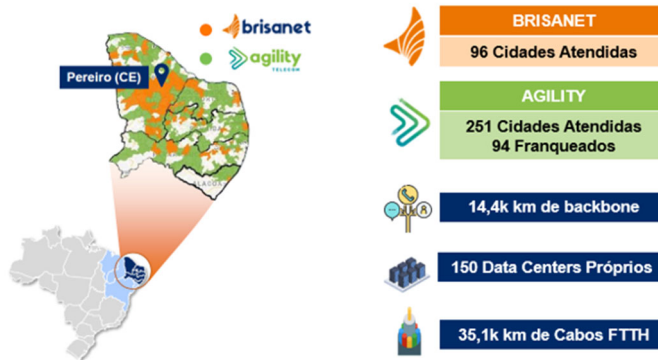 brisanet
agility
TELECOM
Pereiro (CE)
BRISANET
96 Cidades Atendidas
AGILITY
251 Cidades Atendidas
94 Franqueados
14,4k km de backbone
150 Data Centers Próprios
35,1k km de Cabos FTTH